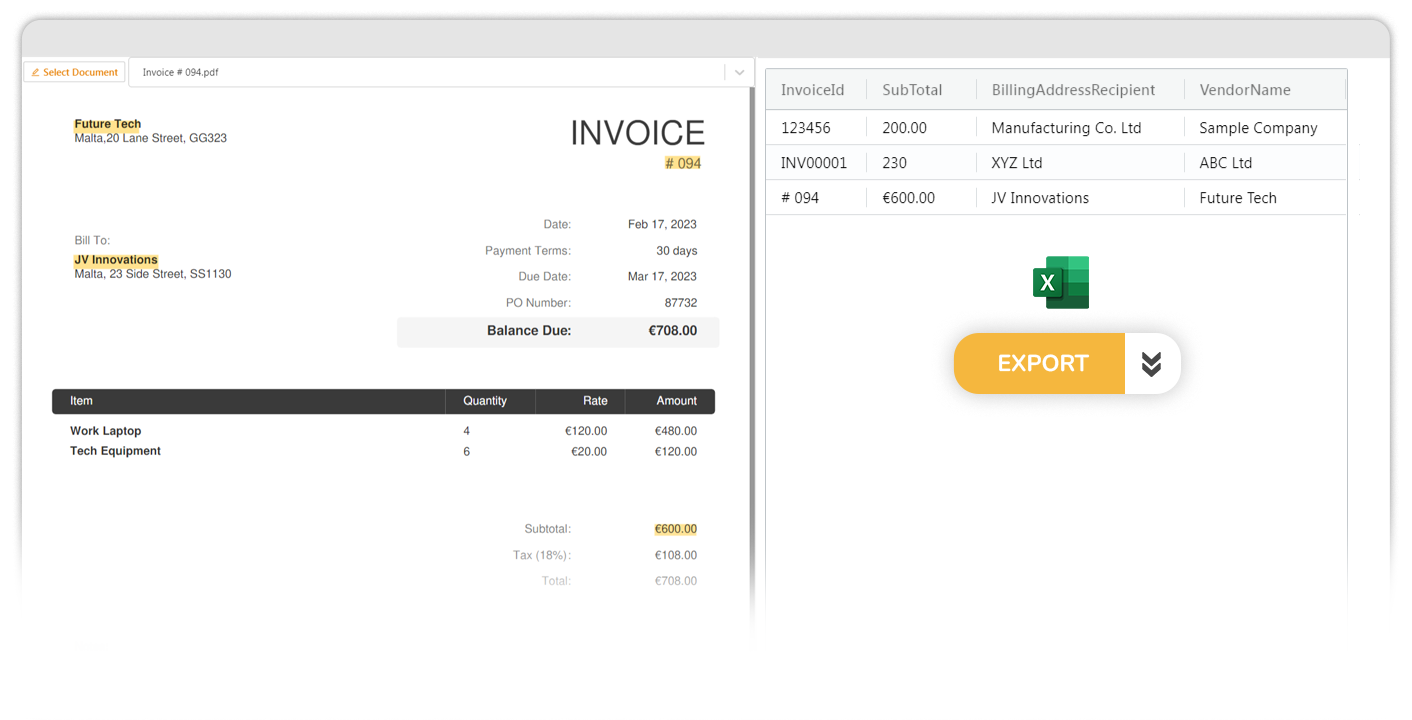 Select Document
Invoice # 094.pdf
Future Tech
Malta,20 Lane Street, GG323
INVOICE
# 094
Date: Feb 17, 2023
Payment Terms: 30 days
Due Date: Mar 17, 2023
PO Number: 87732
Balance Due: €708.00
Bill To:
JV Innovations
Malta, 23 Side Street, SS1130
Item Quantity Rate Amount
Work Laptop 4 €120.00 €480.00
Tech Equipment 6 €20.00 €120.00
Subtotal: €600.00
Tax (18%): €108.00
Total: €708.00
InvoiceId SubTotal BillingAddressRecipient VendorName
123456 200.00 Manufacturing Co. Ltd Sample Company
INV00001 230 XYZ Ltd ABC Ltd
# 094 €600.00 JV Innovations Future Tech
X
EXPORT